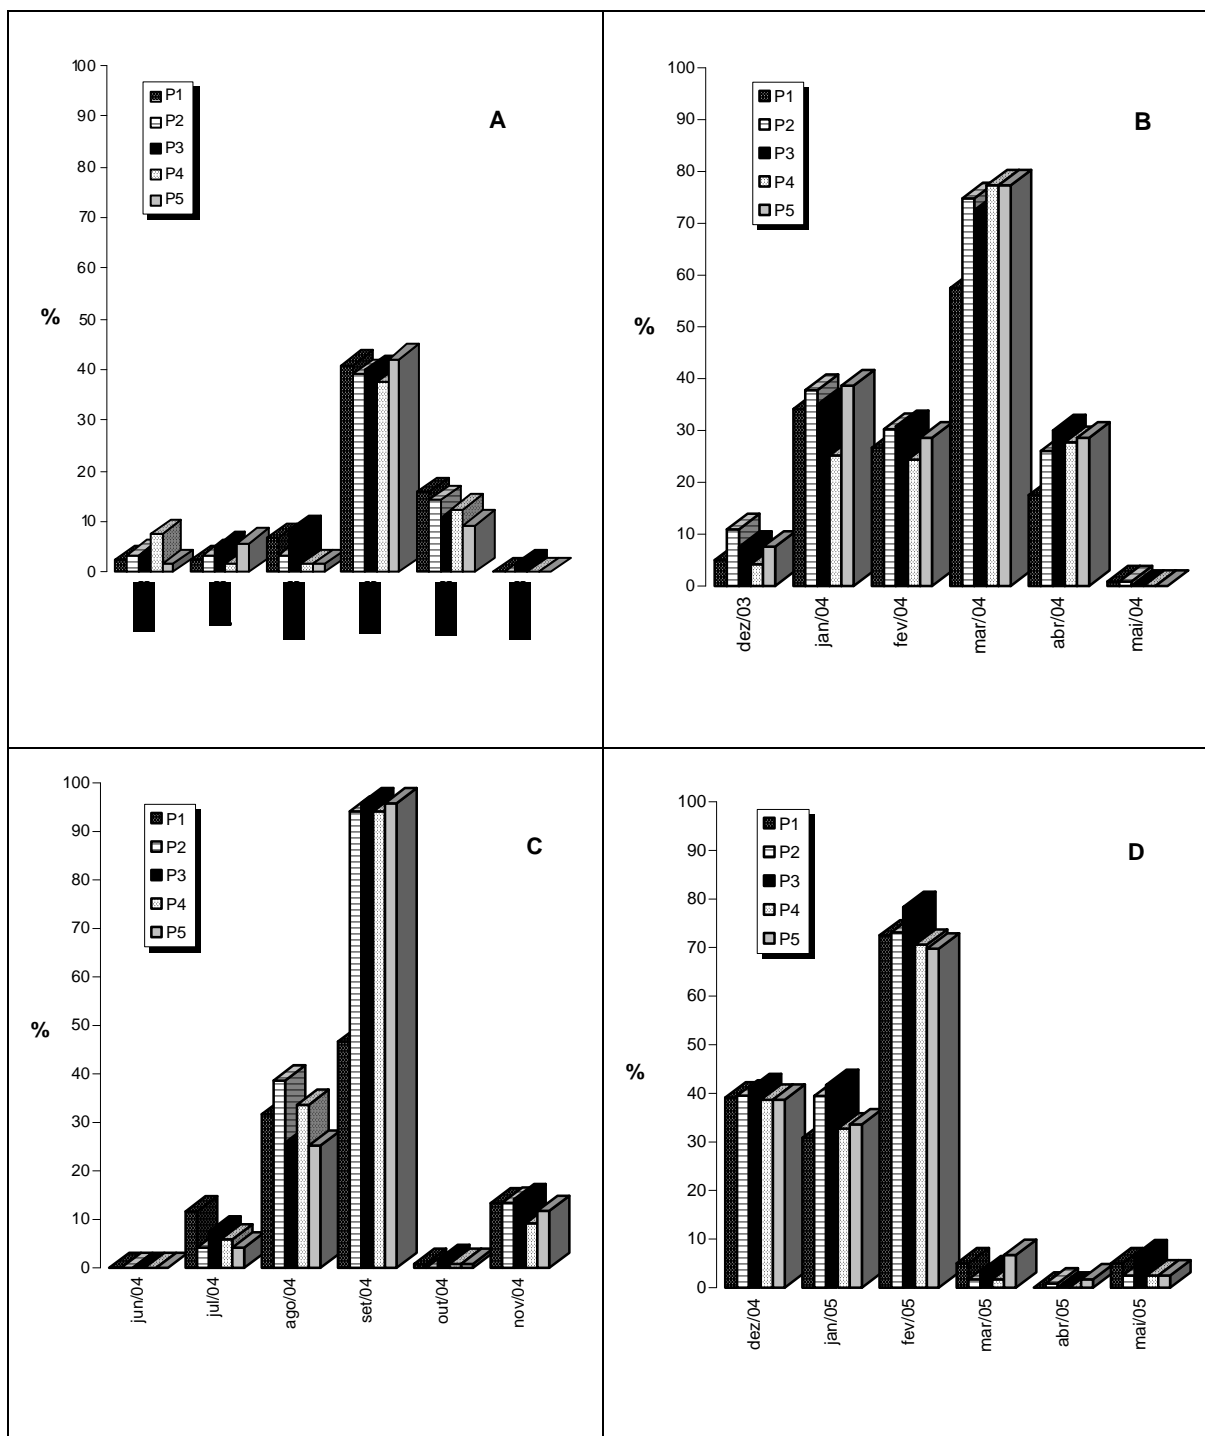 A
100
90
80
70
60
50
40
30
20
10
0
%
P1
P2
P3
P4
P5
B
100
90
80
70
60
50
40
30
20
10
0
%
P1
P2
P3
P4
P5
dez/03
jan/04
fev/04
mar/04
abr/04
mai/04
C
100
90
80
70
60
50
40
30
20
10
0
%
P1
P2
P3
P4
P5
jun/04
jul/04
ago/04
set/04
out/04
nov/04
D
100
90
80
70
60
50
40
30
20
10
0
%
P1
P2
P3
P4
P5
dez/04
jan/05
fev/05
mar/05
abr/05
mai/05